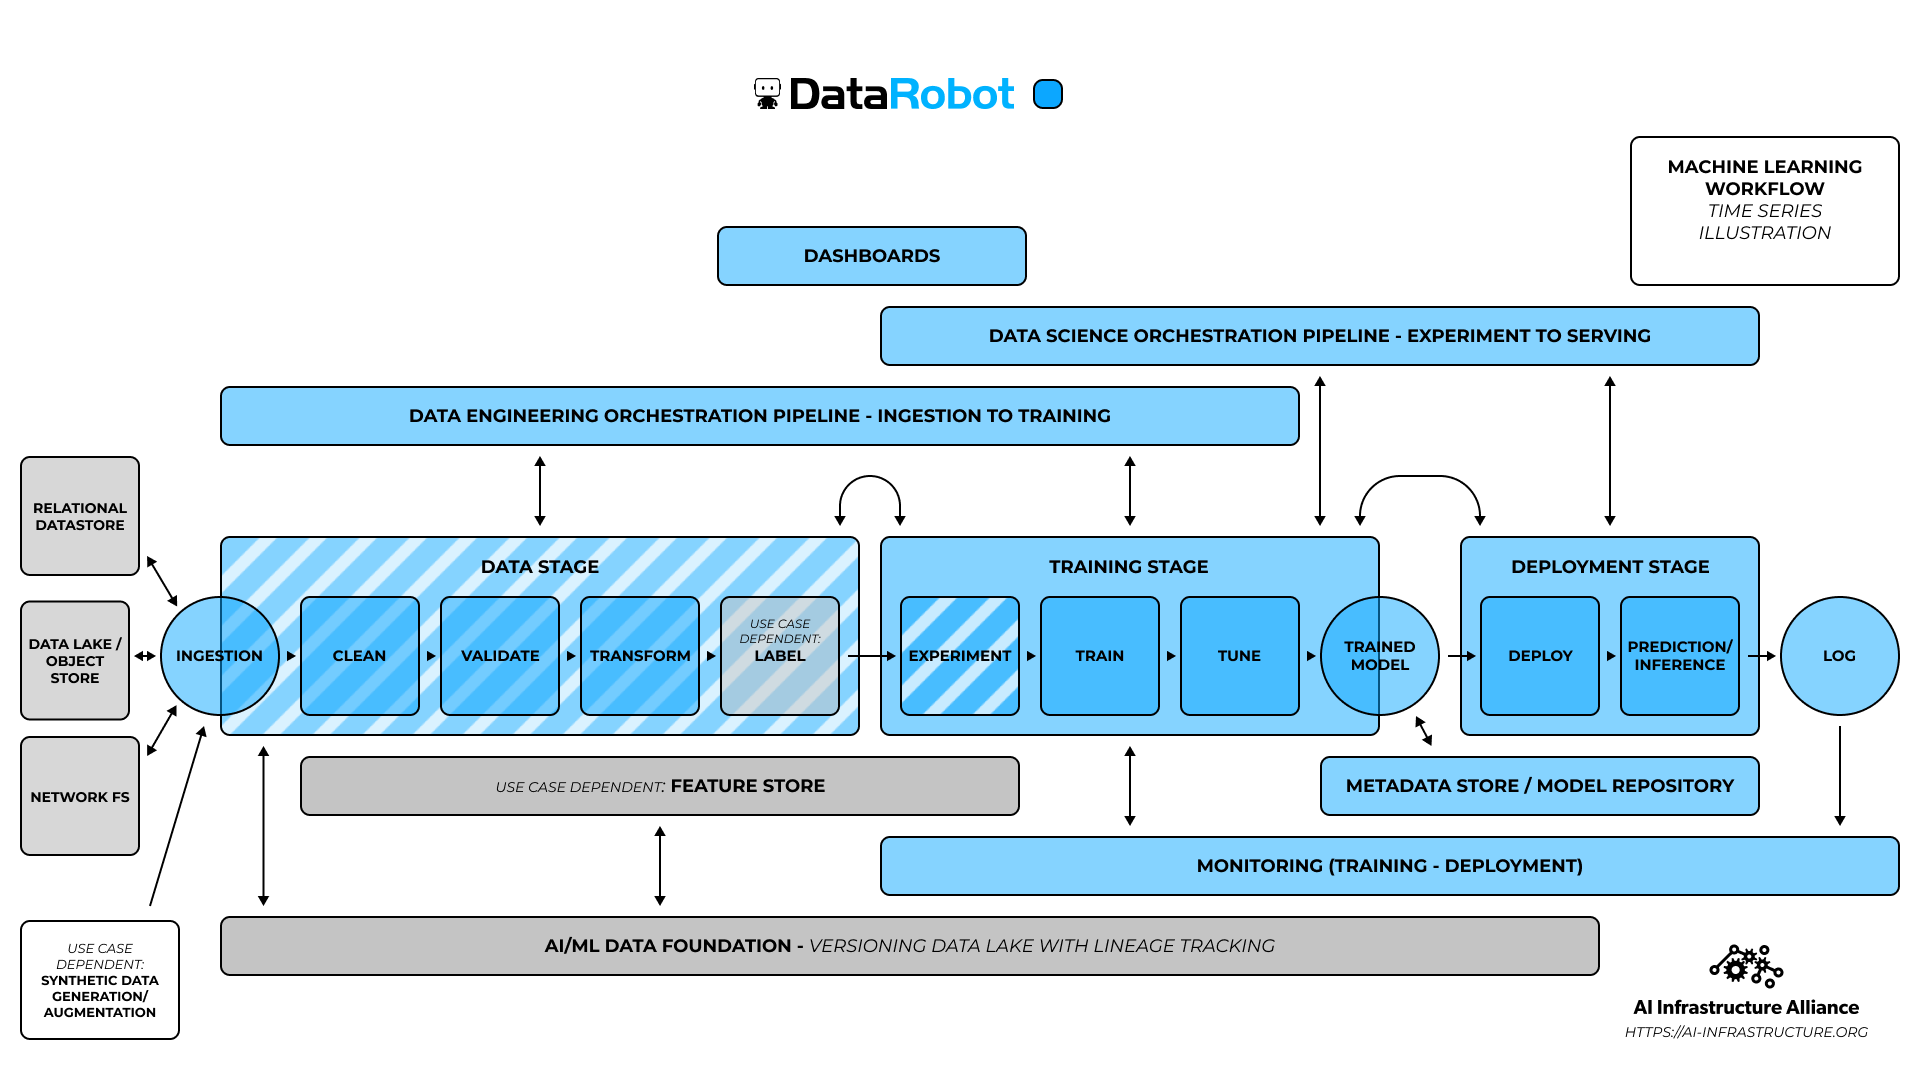 DataRobot
MACHINE LEARNING
WORKFLOW
TIME SERIES
ILLUSTRATION
DASHBOARDS
DATA SCIENCE ORCHESTRATION PIPELINE - EXPERIMENT TO SERVING
DATA ENGINEERING ORCHESTRATION PIPELINE - INGESTION TO TRAINING
RELATIONAL
DATASTORE
DATA LAKE /
OBJECT
STORE
NETWORK FS
INGESTION
DATA STAGE
CLEAN
VALIDATE
TRANSFORM
USE CASE
DEPENDENT:
LABEL
TRAINING STAGE
EXPERIMENT
TRAIN
TUNE
TRAINED
MODEL
DEPLOYMENT STAGE
DEPLOY
PREDICTION/
INFERENCE
LOG
USE CASE DEPENDENT: FEATURE STORE
METADATA STORE / MODEL REPOSITORY
MONITORING (TRAINING - DEPLOYMENT)
AI/ML DATA FOUNDATION - VERSIONING DATA LAKE WITH LINEAGE TRACKING
USE CASE
DEPENDENT:
SYNTHETIC DATA
GENERATION/
AUGMENTATION
AI Infrastructure Alliance
HTTPS://AI-INFRASTRUCTURE.ORG